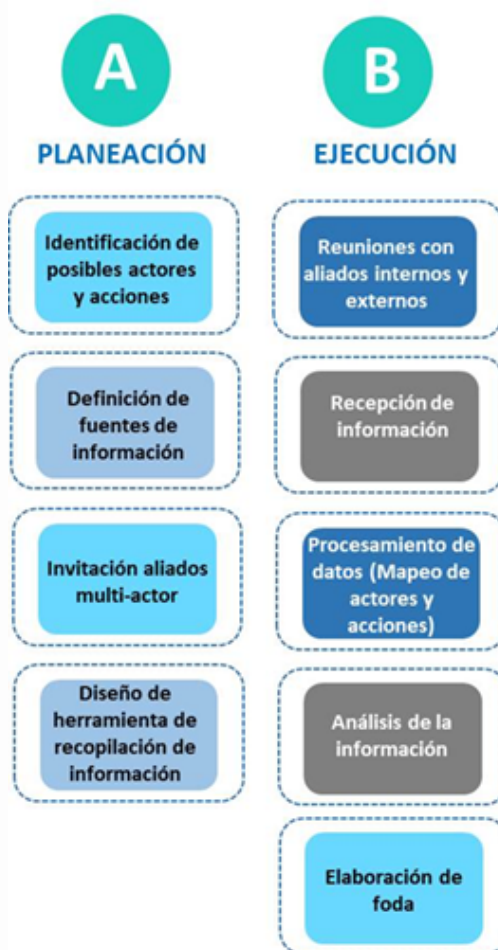 A
PLANEACIÓN
Identificación de
posibles actores
y acciones
Definición de
fuentes de
información
Invitación aliados
multi-actor
Diseño de
herramienta de
recopilación de
información
B
EJECUCIÓN
Reuniones con
aliados internos y
externos
Recepción de
información
Procesamiento de
datos (Mapeo de
actores y
acciones)
Análisis de la
información
Elaboración de
foda